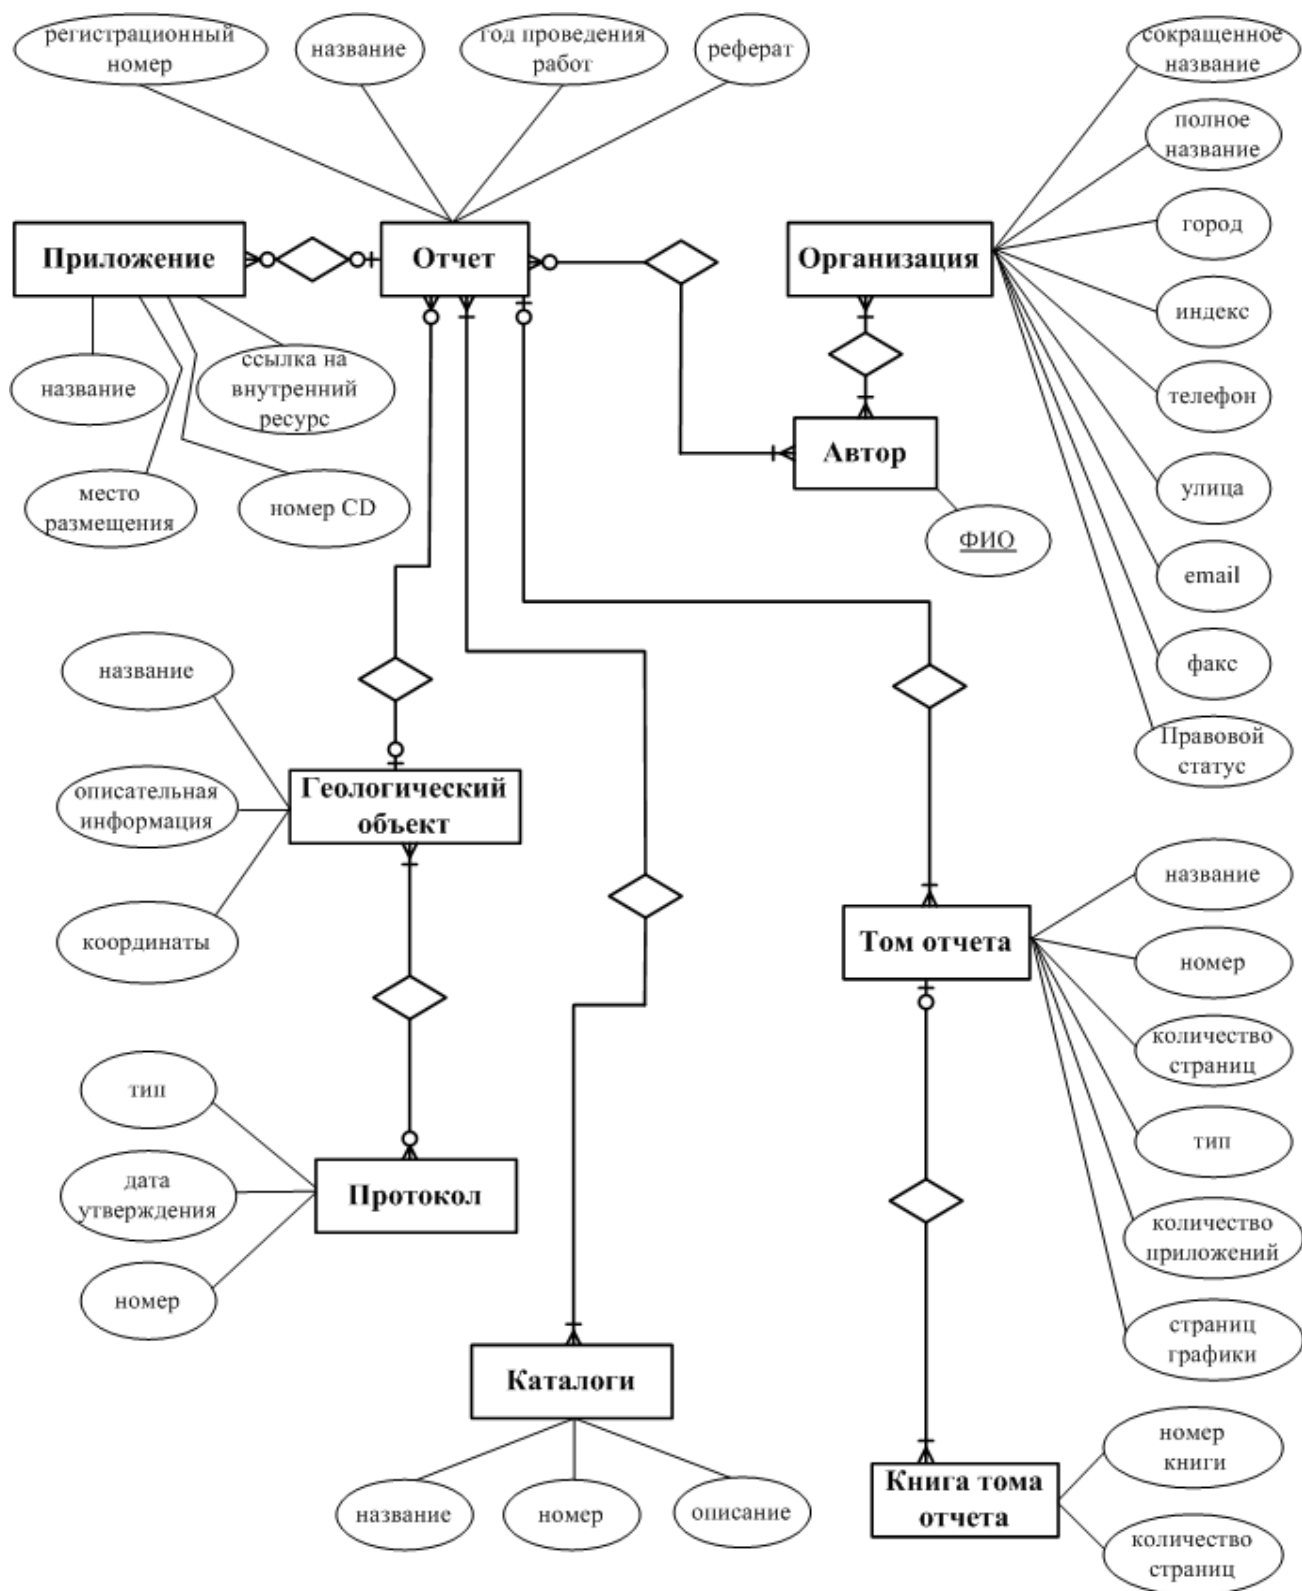 регистрационный
номер
название
год проведения
работ
реферат
сокращенное
название
полное
название
город
индекс
телефон
улица
email
факс
Правовой
статус
Приложение
Отчет
Организация
название
ссылка на
внутренний
ресурс
место
размещения
номер CD
Автор
ФИО
название
описательная
информация
координаты
Геологический
объект
Том отчета
название
номер
количество
страниц
тип
количество
приложений
страниц
графики
тип
дата
утверждения
номер
Протокол
Каталоги
название
номер
описание
Книга тома
отчета
номер
книги
количество
страниц